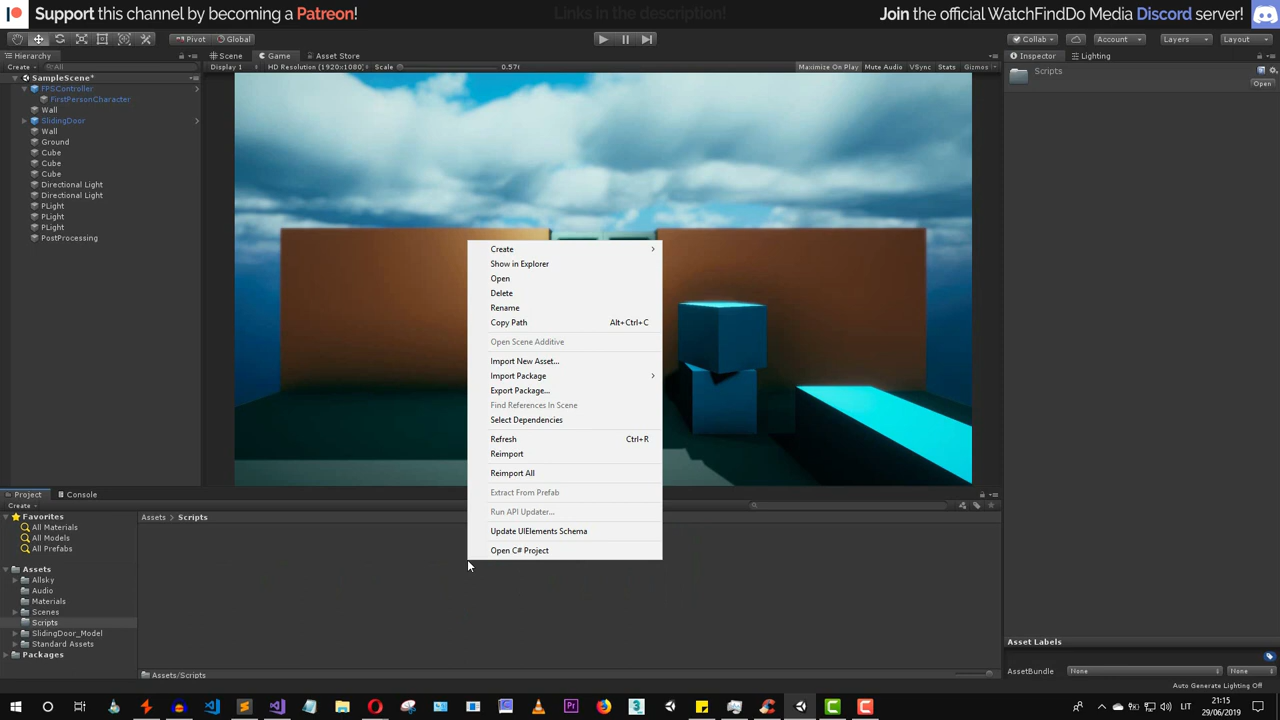 Support this channel by becoming a Patreon!
Links in the description!
Join the official WatchFindDo Media Discord server!
Pivot
Global
Collab
Account
Layers
Layout
Hierarchy
Scene
Game
Asset Store
Inspector
Lighting
Create
All
Display 1
HD Resolution (1920x1080)
Scale
0.57(
Maximize On Play
Mute Audio
VSync
Stats
Gizmos
Scripts
Open
SampleScene*
FPSController
FirstPersonCharacter
Wall
SlidingDoor
Wall
Ground
Cube
Cube
Cube
Directional Light
Directional Light
PLight
PLight
PLight
PostProcessing
Create
Show in Explorer
Open
Delete
Rename
Copy Path Alt+Ctrl+C
Open Scene Additive
Import New Asset...
Import Package
Export Package...
Find References In Scene
Select Dependencies
Refresh Ctrl+R
Reimport
Reimport All
Extract From Prefab
Run API Updater...
Update UIElements Schema
Open C# Project
Project
Console
Create
Favorites
All Materials
All Models
All Prefabs
Assets
Allsky
Audio
Materials
Scenes
Scripts
SlidingDoor_Model
Standard Assets
Packages
Assets > Scripts
Assets/Scripts
Asset Labels
AssetBundle None None
Auto Generate Lighting Off
LIT
21:15
29/06/2019